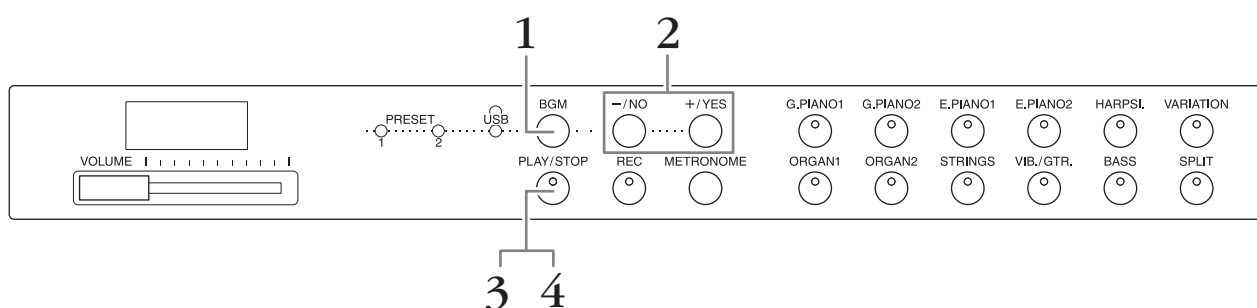 1 2
BGM −/NO +/YES G.PIANO1 G.PIANO2 E.PIANO1 E.PIANO2 HARPSI. VARIATION
PRESET USB
1 2
VOLUME PLAY/STOP REC METRONOME ORGAN1 ORGAN2 STRINGS VIB./GTR. BASS SPLIT
3 4